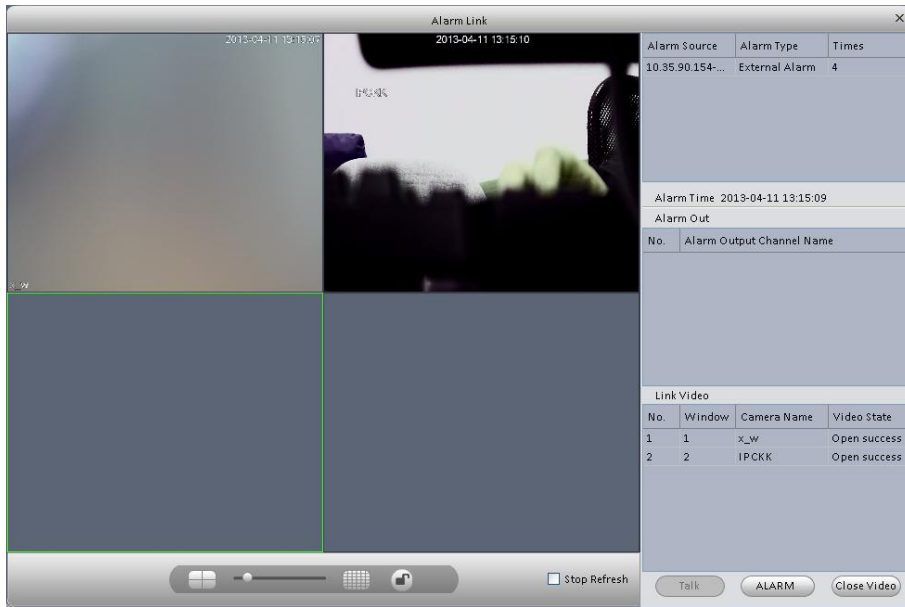 Alarm Link
2013-04-11 13:15:09
2013-04-11 13:15:10
IPCKK
x_w
Alarm Source Alarm Type Times
10.35.90.154-... External Alarm 4
Alarm Time 2013-04-11 13:15:09
Alarm Out
No. Alarm Output Channel Name
Link Video
No. Window Camera Name Video State
1 1 x_w Open success
2 2 IPCKK Open success
Stop Refresh
Talk ALARM Close Video